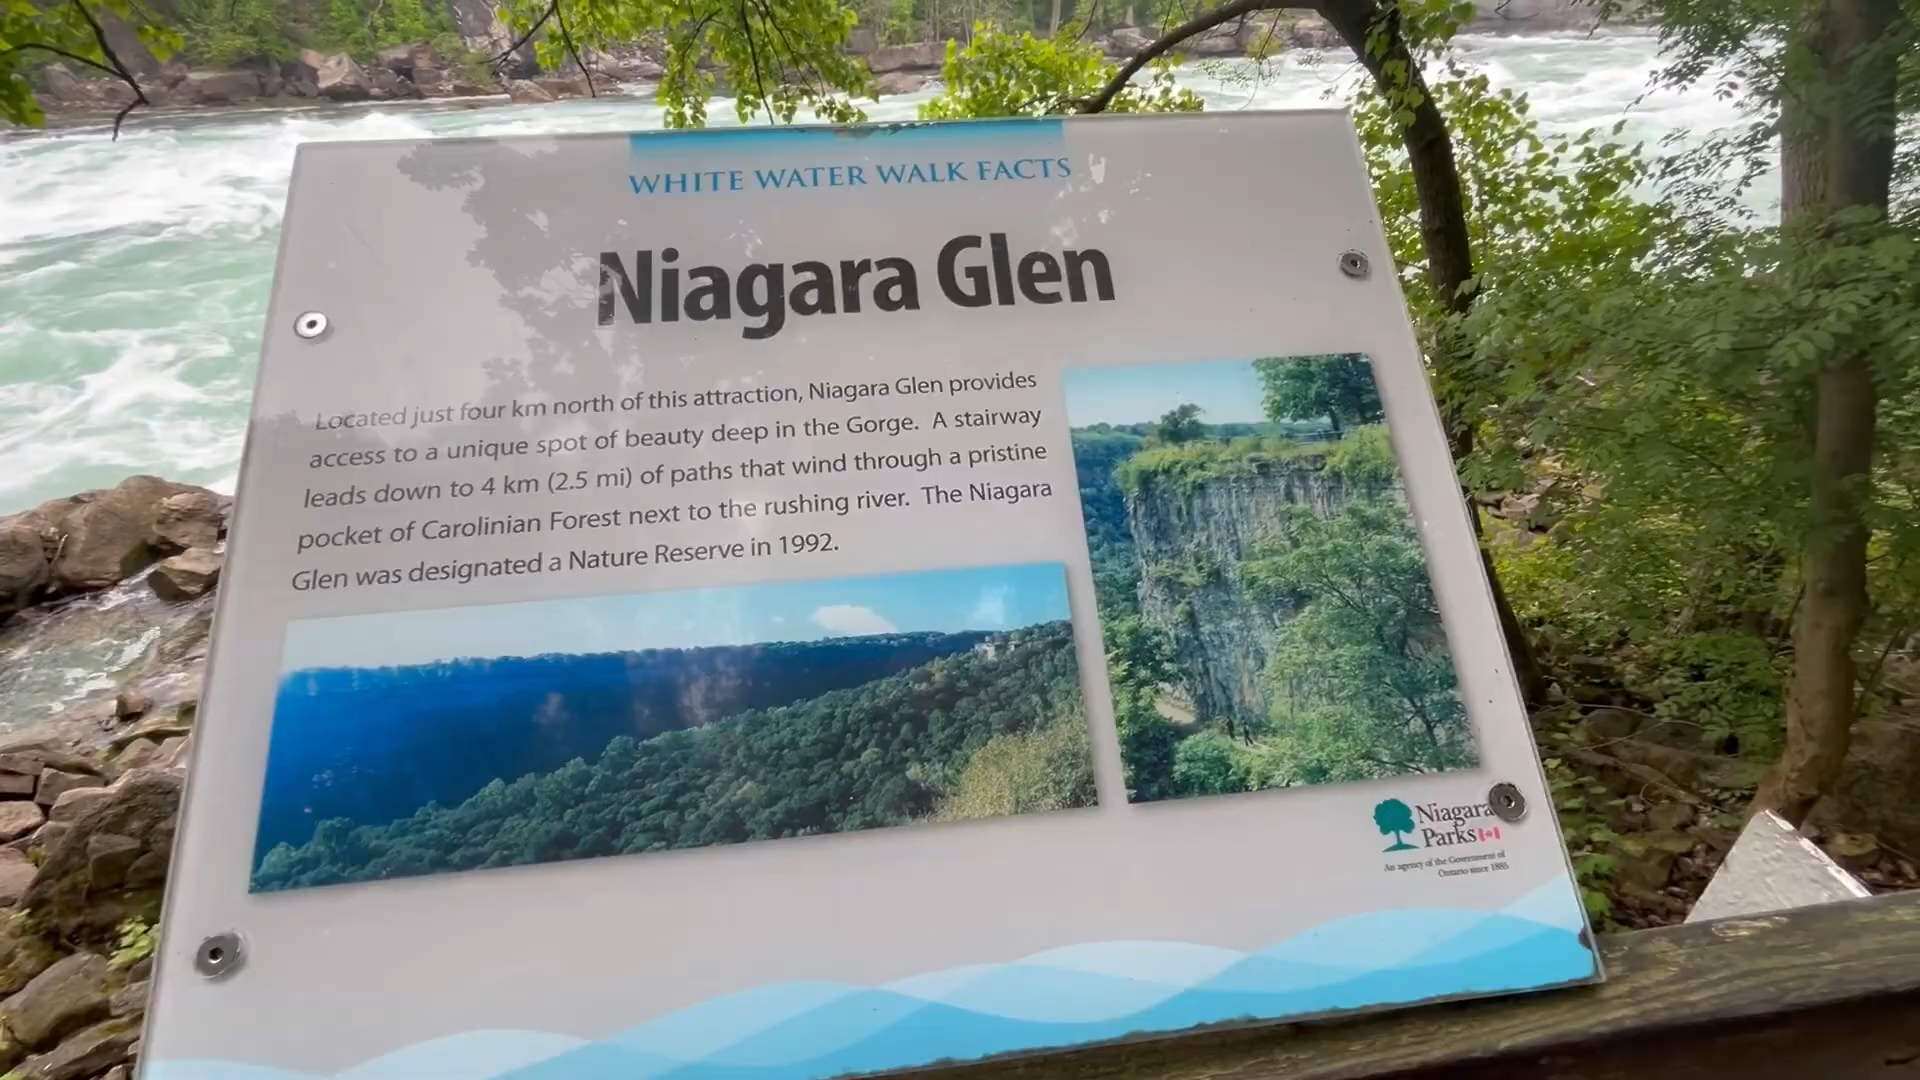 WHITE WATER WALK FACTS
Niagara Glen
Located just four km north of this attraction, Niagara Glen provides
access to a unique spot of beauty deep in the Gorge. A stairway
leads down to 4 km (2.5 mi) of paths that wind through a pristine
pocket of Carolinian Forest next to the rushing river. The Niagara
Glen was designated a Nature Reserve in 1992.
Niagara
Parks
An agency of the Government of
Ontario since 1885